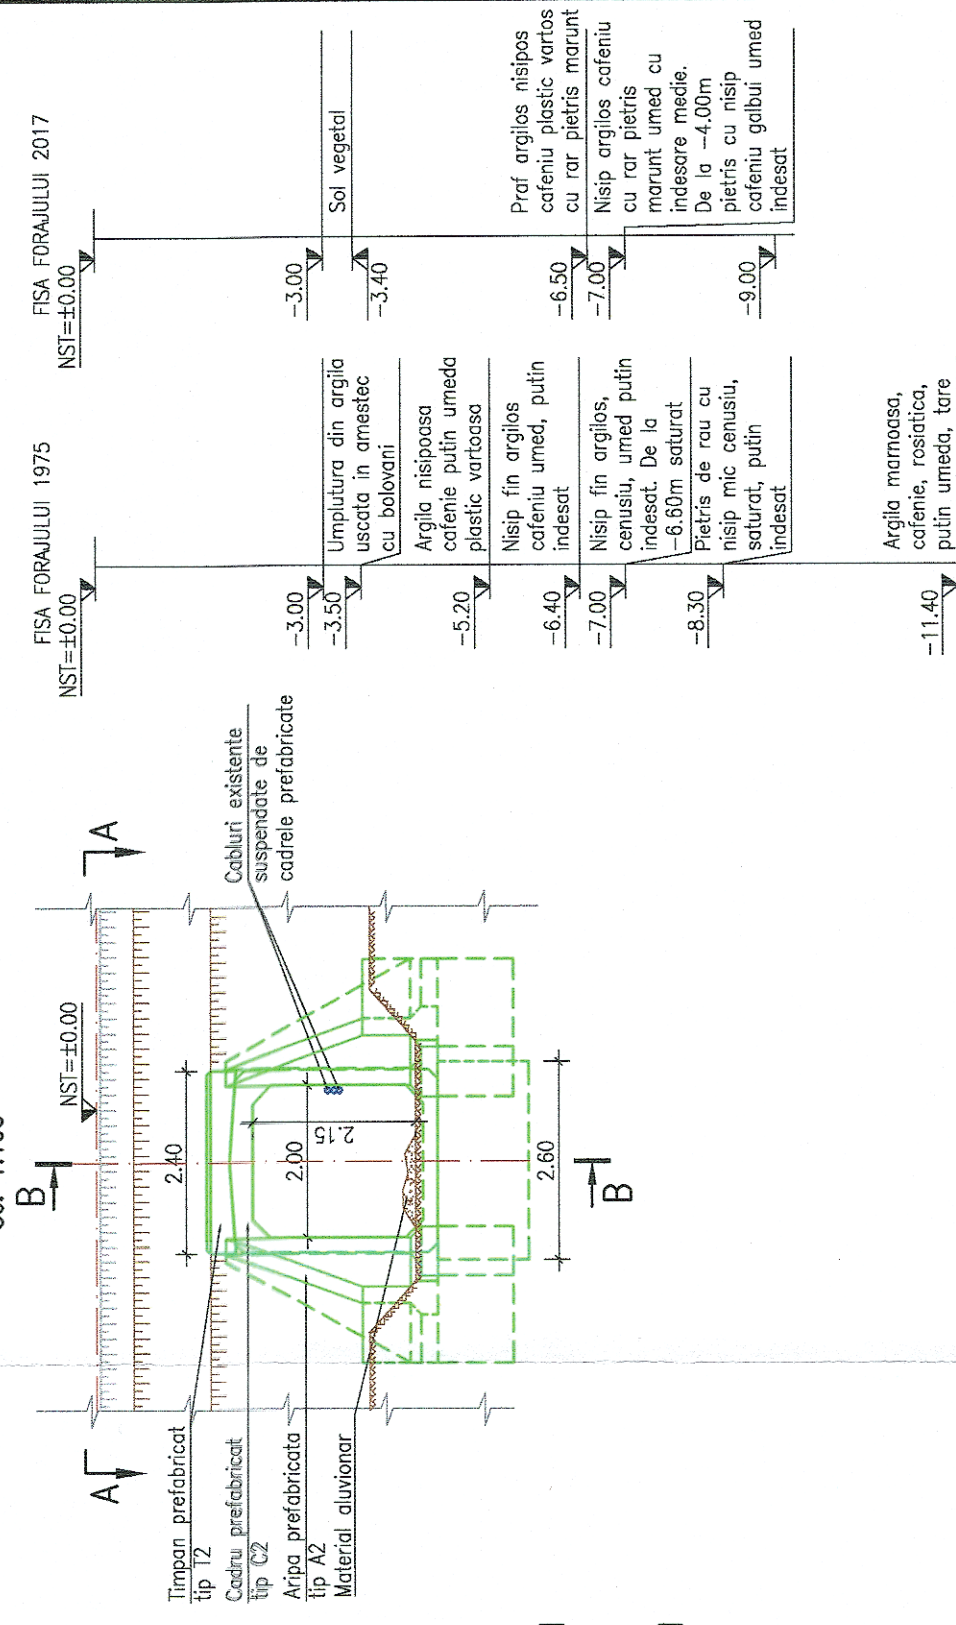 Sc. 1:100
B
NST=±0.00
A
A
2.40
2.00
2.15
2.60
B
Timpan prefabricat
tip T2
Cadru prefabricat
tip C2
Aripa prefabricata
tip A2
Material aluvionar
Cabluri existente
suspendate de
cadrele prefabricate
FISA FORAJULUI 1975
NST=±0.00
-3.00
-3.50
Umplutura din argila
uscata in amestec
cu bolovani
Argila nisipoasa
cafenie putin umeda
plastic vartoasa
-5.20
Nisip fin argilos
cafeniu umed, putin
indesat
-6.40
Nisip fin argilos,
cenusiu, umed putin
indesat. De la
-6.60m saturat
-7.00
Pietris de rau cu
nisip mic cenusiu,
saturat, putin
indesat
-8.30
Argila marnoasa,
cafenie, rosiatica,
putin umeda, tare
-11.40
FISA FORAJULUI 2017
NST=±0.00
-3.00
Sol vegetal
-3.40
Praf argilos nisipos
cafeniu plastic vartos
cu rar pietris marunt
-6.50
-7.00
Nisip argilos cafeniu
cu rar pietris
marunt umed cu
indesare medie.
De la -4.00m
pietris cu nisip
cafeniu galbui umed
indesat
-9.00